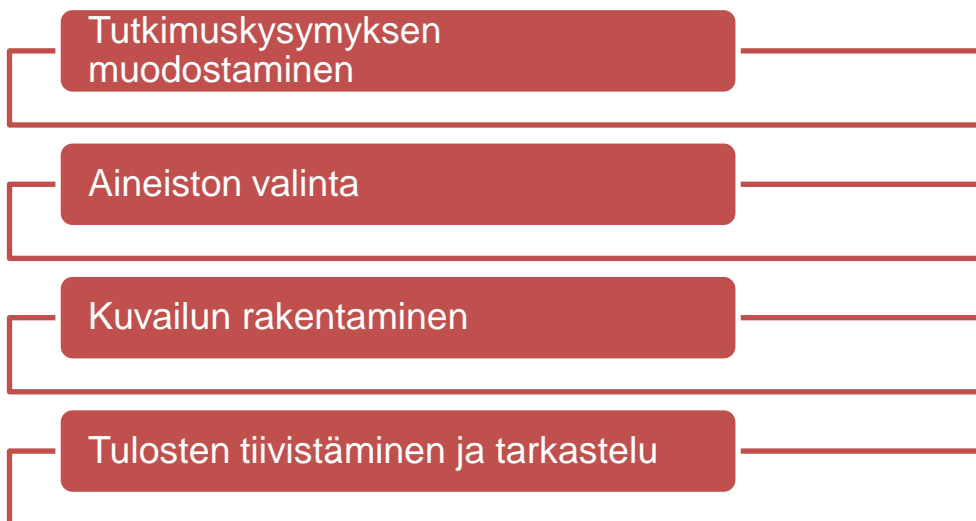 Tutkimuskysymyksen
muodostaminen
Aineiston valinta
Kuvailun rakentaminen
Tulosten tiivistäminen ja tarkastelu